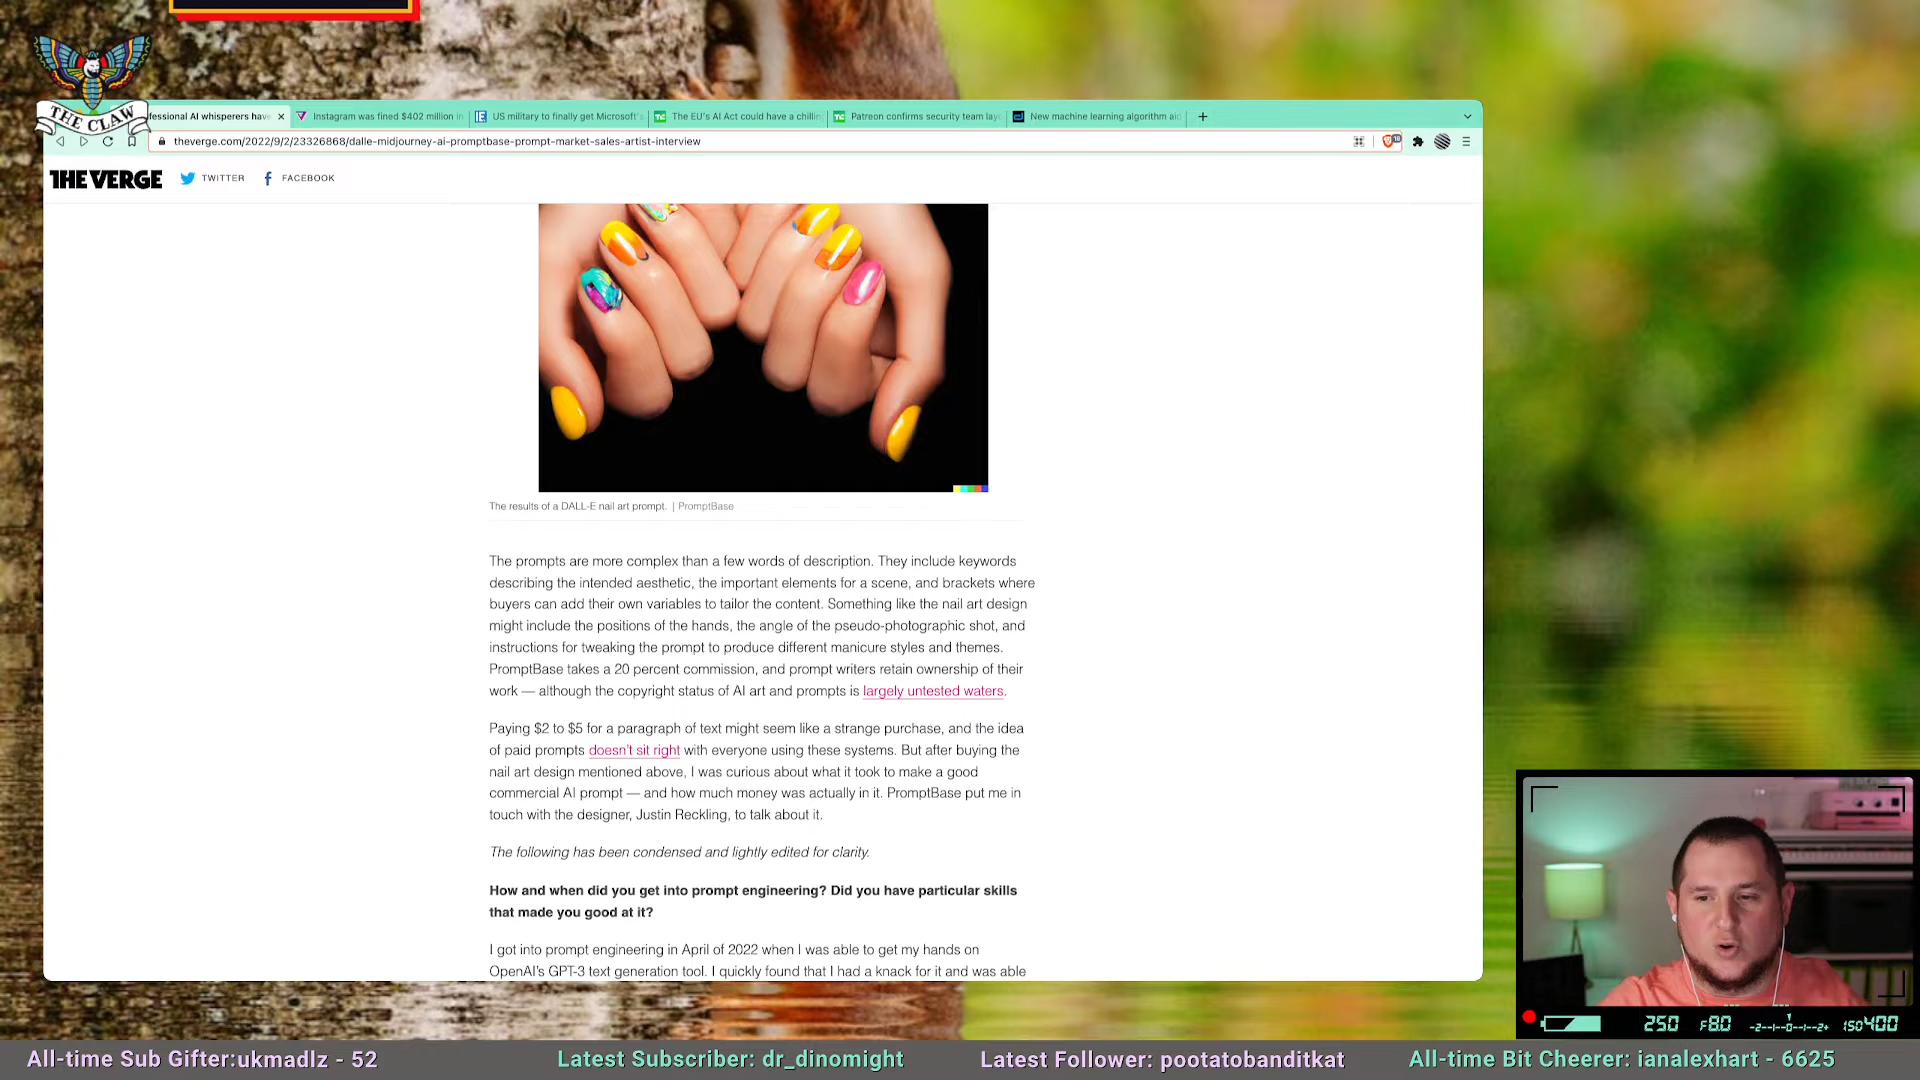 THE CLAW
fessional AI whisperers have
Instagram was fined $402 million in
US military to finally get Microsoft's
The EU's AI Act could have a chillin
Patreon confirms security team layo
New machine learning algorithm aid
theverge.com/2022/9/2/23326868/dalle-midjourney-ai-promptbase-prompt-market-sales-artist-interview
THE VERGE
TWITTER
FACEBOOK
The results of a DALL-E nail art prompt. | PromptBase
The prompts are more complex than a few words of description. They include keywords
describing the intended aesthetic, the important elements for a scene, and brackets where
buyers can add their own variables to tailor the content. Something like the nail art design
might include the positions of the hands, the angle of the pseudo-photographic shot, and
instructions for tweaking the prompt to produce different manicure styles and themes.
PromptBase takes a 20 percent commission, and prompt writers retain ownership of their
work — although the copyright status of AI art and prompts is largely untested waters.
Paying $2 to $5 for a paragraph of text might seem like a strange purchase, and the idea
of paid prompts doesn't sit right with everyone using these systems. But after buying the
nail art design mentioned above, I was curious about what it took to make a good
commercial AI prompt — and how much money was actually in it. PromptBase put me in
touch with the designer, Justin Reckling, to talk about it.
The following has been condensed and lightly edited for clarity.
How and when did you get into prompt engineering? Did you have particular skills
that made you good at it?
I got into prompt engineering in April of 2022 when I was able to get my hands on
OpenAI's GPT-3 text generation tool. I quickly found that I had a knack for it and was able
250 F8.0 -2--1--0--1--2+ ISO400
All-time Sub Gifter:ukmadlz - 52
Latest Subscriber: dr_dinomight
Latest Follower: pootatobanditkat
All-time Bit Cheerer: ianalexhart - 6625